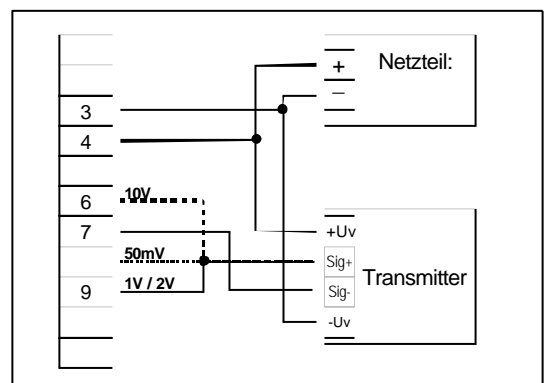 + Netzteil:
−
3
4
6 10V
7
+Uv
50mV
Sig+
Transmitter
9 1V / 2V
Sig-
-Uv